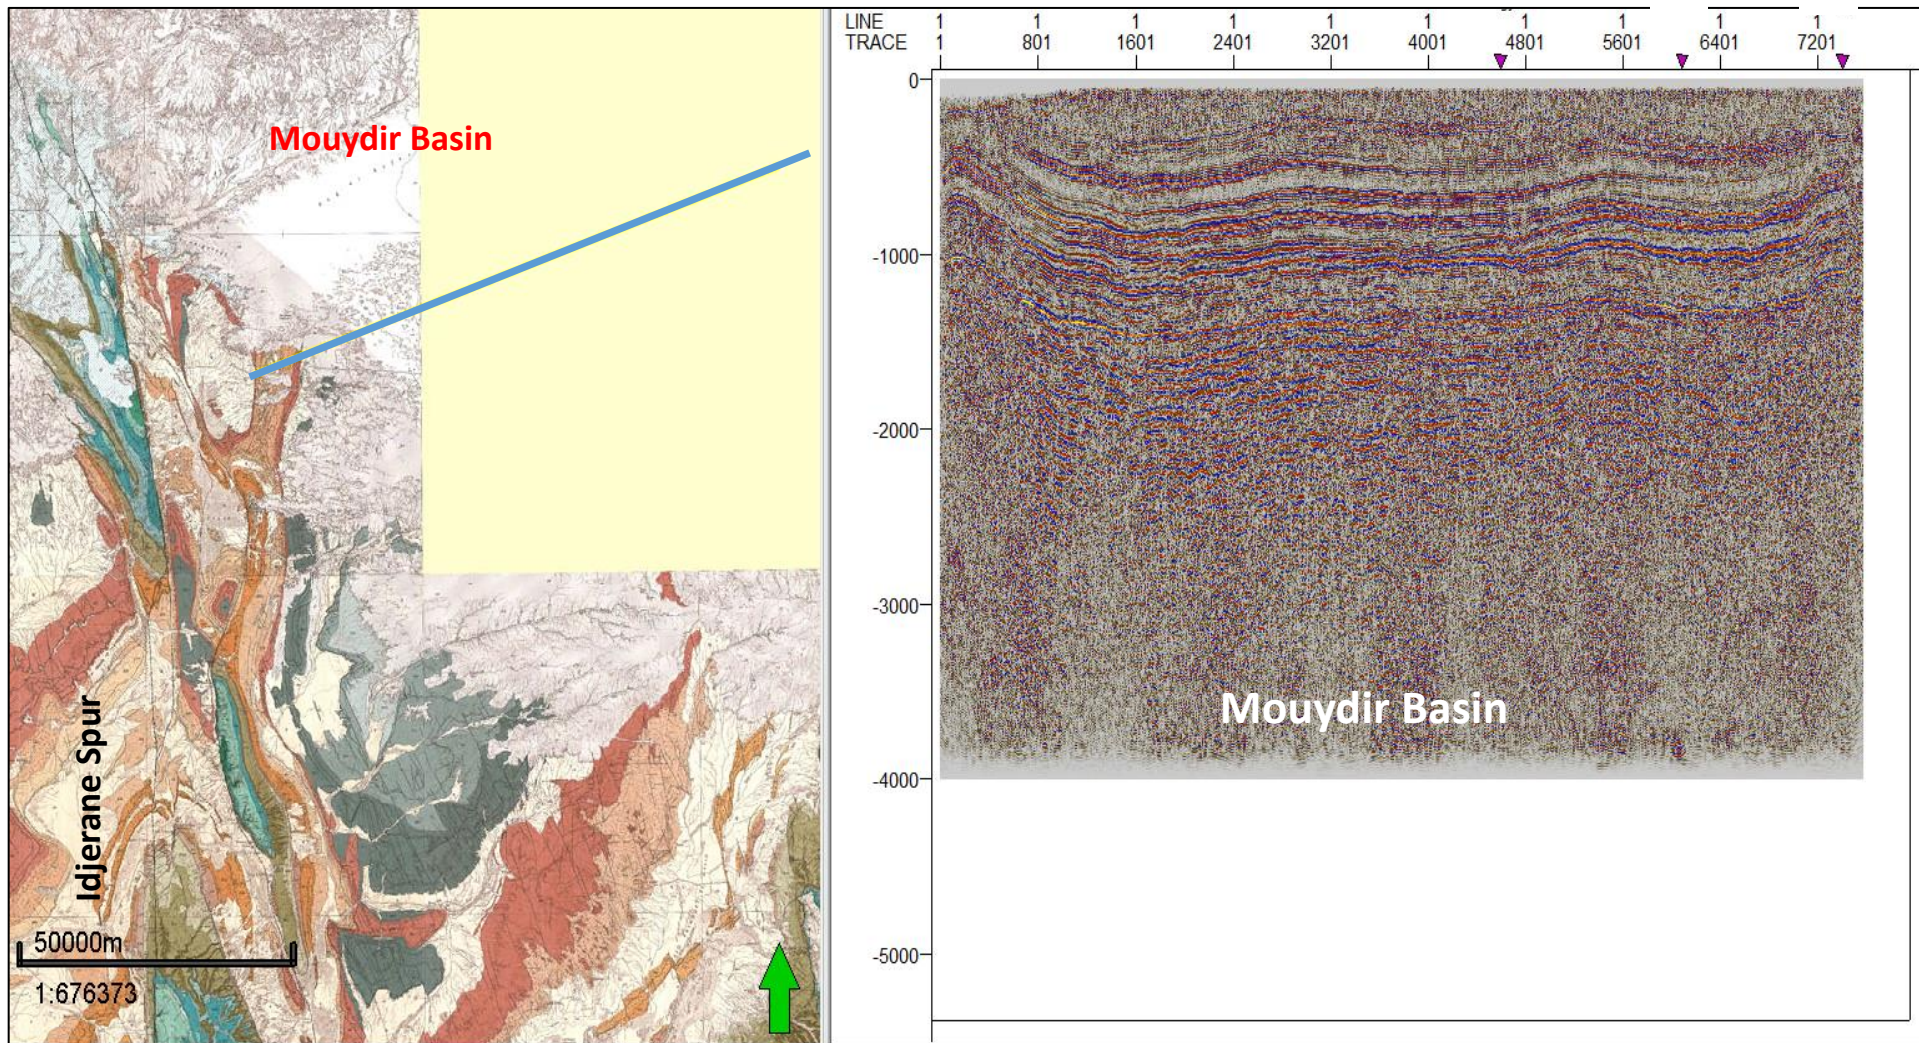 Mouydir Basin
Idjerane Spur
50000m
1:676373
LINE 1 1 1 1 1 1 1 1 1 1
TRACE 1 801 1601 2401 3201 4001 4801 5601 6401 7201
0
-1000
-2000
-3000
-4000
-5000
Mouydir Basin